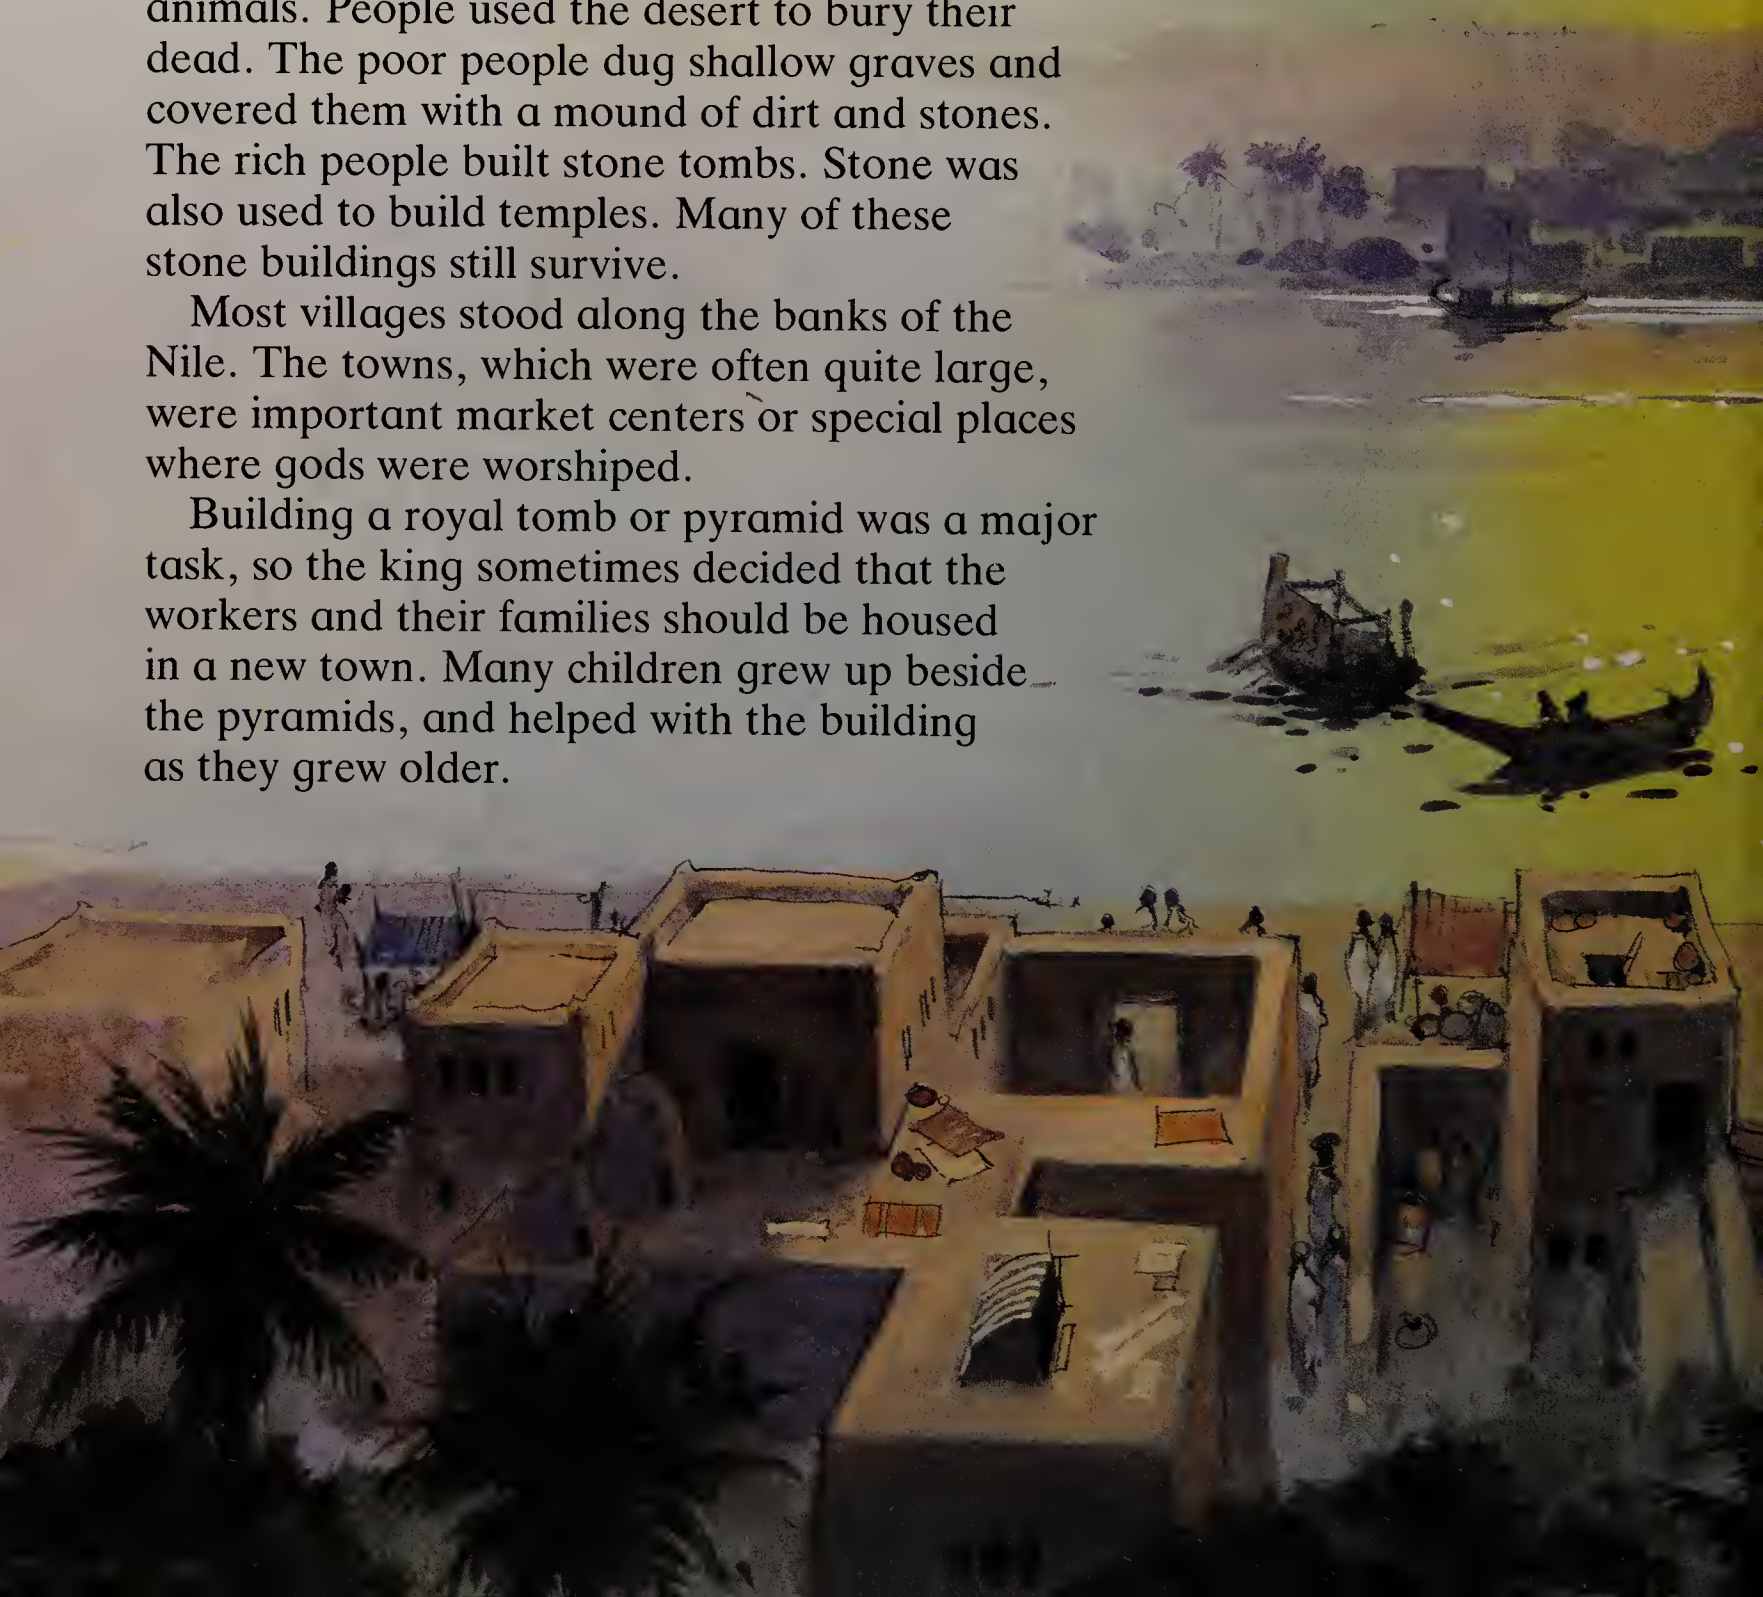 animals. People used the desert to bury their
dead. The poor people dug shallow graves and
covered them with a mound of dirt and stones.
The rich people built stone tombs. Stone was
also used to build temples. Many of these
stone buildings still survive.
Most villages stood along the banks of the
Nile. The towns, which were often quite large,
were important market centers or special places
where gods were worshiped.
Building a royal tomb or pyramid was a major
task, so the king sometimes decided that the
workers and their families should be housed
in a new town. Many children grew up beside
the pyramids, and helped with the building
as they grew older.